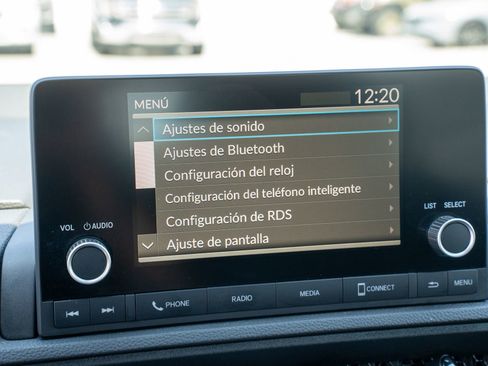 MENÚ
12:20
Ajustes de sonido
Ajustes de Bluetooth
Configuración del reloj
Configuración del teléfono inteligente
Configuración de RDS
Ajuste de pantalla
VOL AUDIO
LIST SELECT
PHONE RADIO MEDIA CONNECT MENU